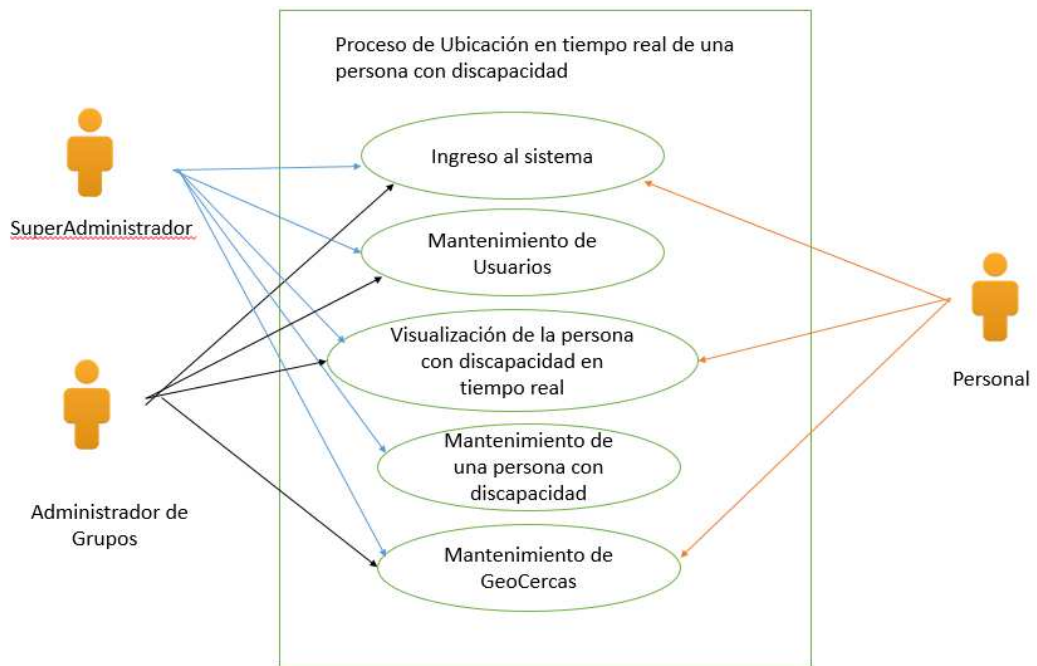 Proceso de Ubicación en tiempo real de una
persona con discapacidad
Ingreso al sistema
SuperAdministrador
Mantenimiento de
Usuarios
Visualización de la persona
con discapacidad en
tiempo real
Personal
Mantenimiento de
una persona con
discapacidad
Administrador de
Grupos
Mantenimiento de
GeoCercas